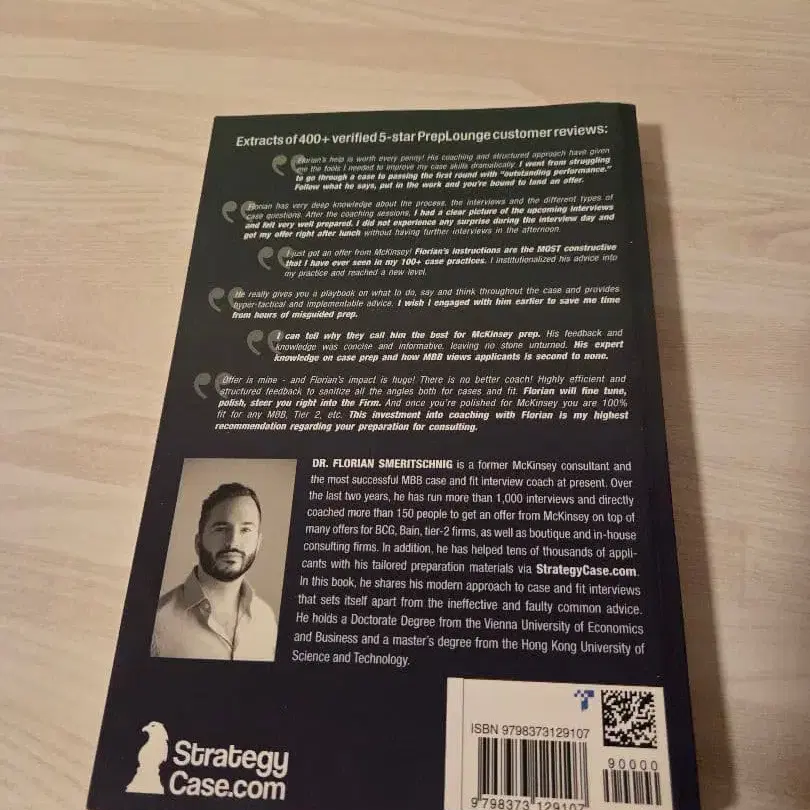 Extracts of 400+ verified 5-star PrepLounge customer reviews:
Florian's help is worth every penny! His coaching and structured approach have given
me the tools I needed to improve my case skills dramatically. I went from struggling
to go through a case to passing the first round with "outstanding performance."
Follow what he says, put in the work and you're bound to land an offer.
Florian has very deep knowledge about the process, the interviews and the different types of
case questions. After the coaching sessions, I had a clear picture of the upcoming interviews
and felt very well prepared. I did not experience any surprise during the interview day and
got my offer right after lunch without having further interviews in the afternoon.
I just got an offer from McKinsey! Florian's instructions are the MOST constructive
that I have ever seen in my 100+ case practices. I institutionalized his advice into
my practice and reached a new level.
He really gives you a playbook on what to do, say and think throughout the case and provides
hyper-tactical and implementable advice. I wish I engaged with him earlier to save me time
from hours of misguided prep.
I can tell why they call him the best for McKinsey prep. His feedback and
knowledge was concise and informative, leaving no stone unturned. His expert
knowledge on case prep and how MBB views applicants is second to none.
Offer is mine - and Florian's impact is huge! There is no better coach! Highly efficient and
structured feedback to sanitize all the angles both for cases and fit. Florian will fine tune,
polish, steer you right into the Firm. And once you're polished for McKinsey you are 100%
fit for any MBB, Tier 2, etc. This investment into coaching with Florian is my highest
recommendation regarding your preparation for consulting.
DR. FLORIAN SMERITSCHNIG is a former McKinsey consultant and
the most successful MBB case and fit interview coach at present. Over
the last two years, he has run more than 1,000 interviews and directly
coached more than 150 people to get an offer from McKinsey on top of
many offers for BCG, Bain, tier-2 firms, as well as boutique and in-house
consulting firms. In addition, he has helped tens of thousands of appli-
cants with his tailored preparation materials via StrategyCase.com.
In this book, he shares his modern approach to case and fit interviews
that sets itself apart from the ineffective and faulty common advice.
He holds a Doctorate Degree from the Vienna University of Economics
and Business and a master's degree from the Hong Kong University of
Science and Technology.
Strategy
Case.com
ISBN 9798373129107
90000
9 798373 129107